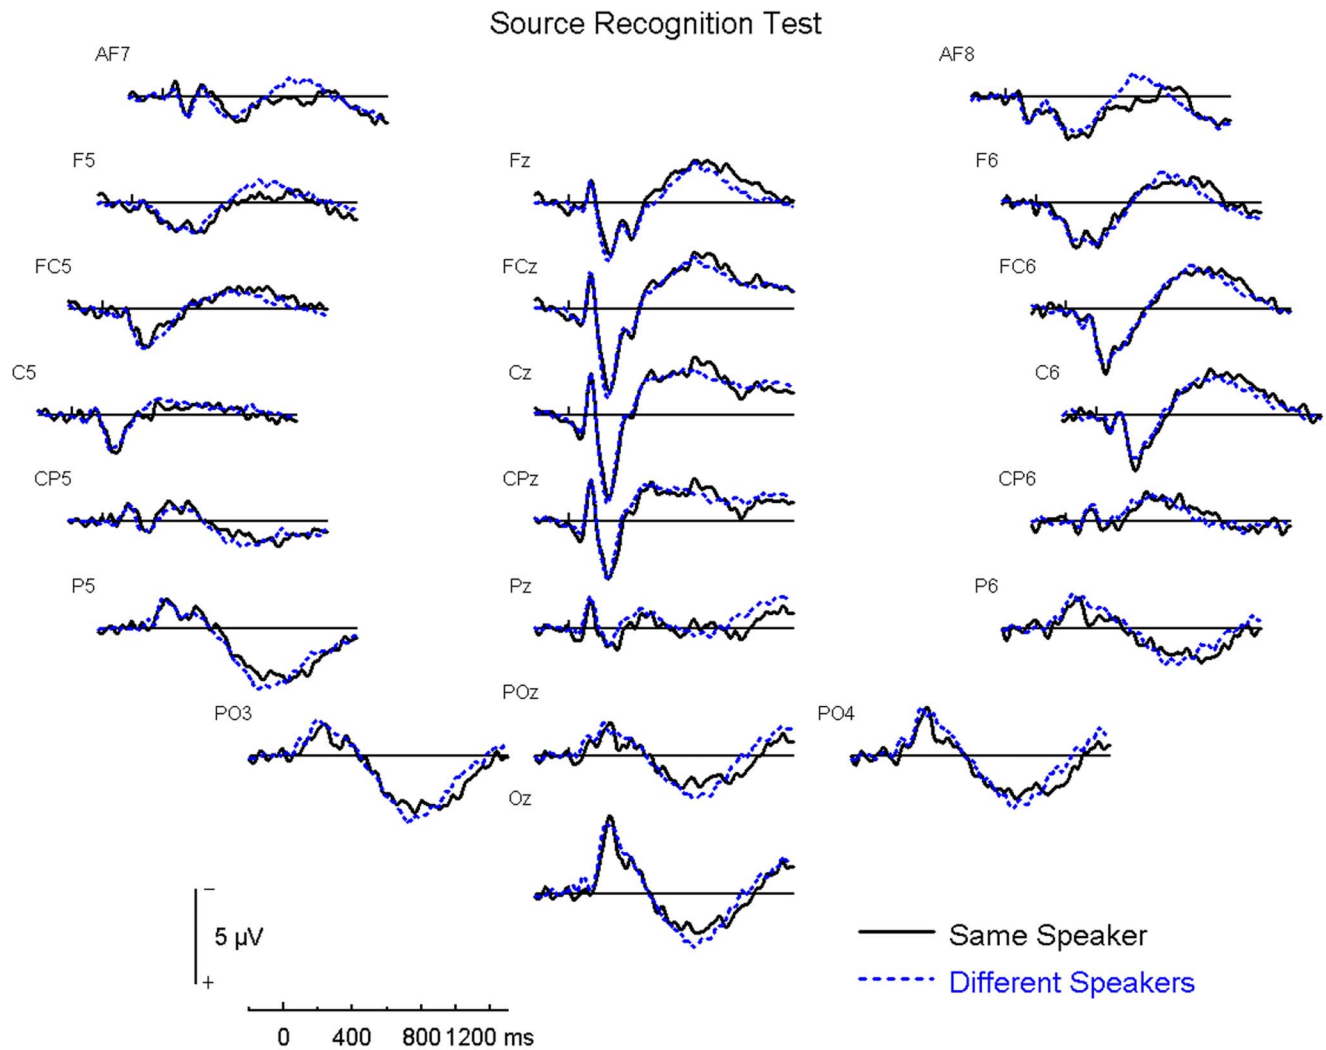 Source Recognition Test
AF7
AF8
F5
Fz
F6
FC5
FCz
FC6
C5
Cz
C6
CP5
CPz
CP6
P5
Pz
P6
PO3
POz
PO4
Oz
−
5 µV
+
Same Speaker
Different Speakers
0 400 800 1200 ms